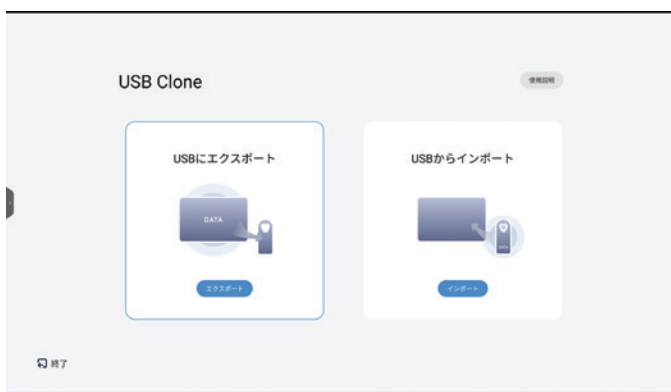 USB Clone
使用説明
USBにエクスポート
USBからインポート
DATA
DATA
エクスポート
インポート
終了